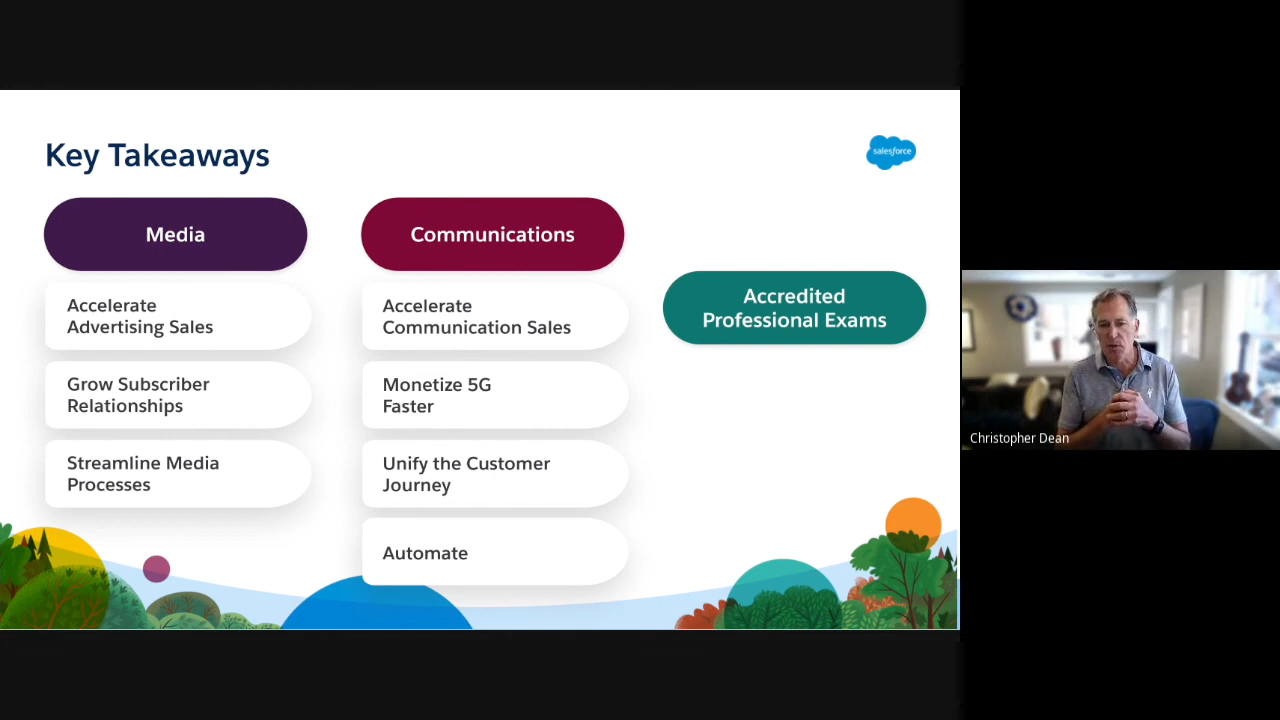 Key Takeaways
salesforce
Media
Accelerate
Advertising Sales
Grow Subscriber
Relationships
Streamline Media
Processes
Communications
Accelerate
Communication Sales
Monetize 5G
Faster
Unify the Customer
Journey
Automate
Accredited
Professional Exams
Christopher Dean